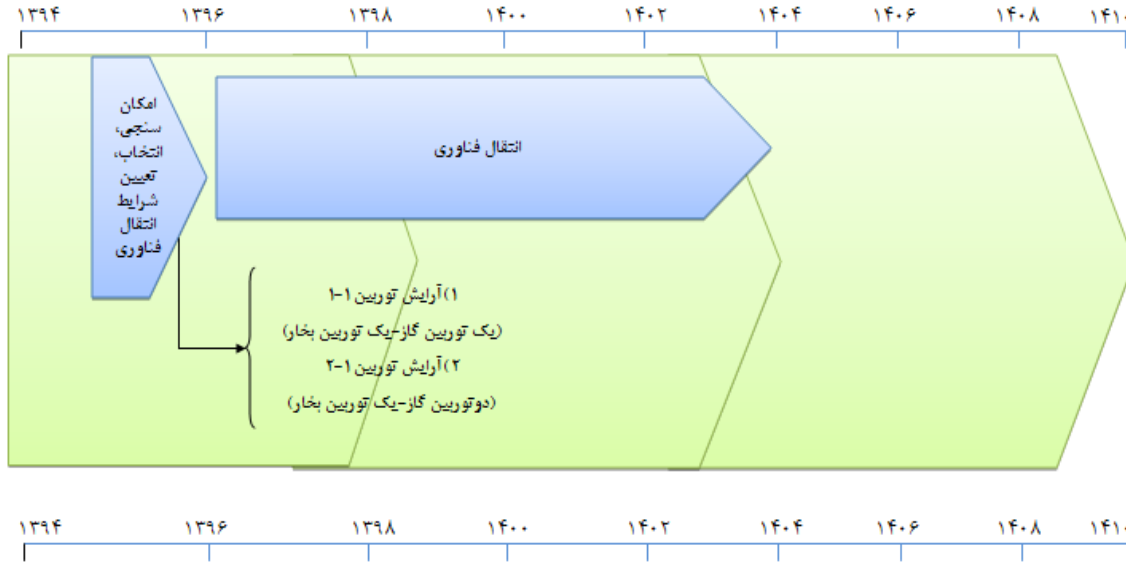 ۱۳۹۴ ۱۳۹۶ ۱۳۹۸ ۱۴۰۰ ۱۴۰۲ ۱۴۰۴ ۱۴۰۶ ۱۴۰۸ ۱۴۱۰
امکان
سنجی،
انتخاب،
تعیین
شرایط
انتقال
فناوری
انتقال فناوری
۱) آرایش توربین ۱-۱
(یک توربین گاز-یک توربین بخار)
۲) آرایش توربین ۱-۲
(دوتوربین گاز-یک توربین بخار)
۱۳۹۴ ۱۳۹۶ ۱۳۹۸ ۱۴۰۰ ۱۴۰۲ ۱۴۰۴ ۱۴۰۶ ۱۴۰۸ ۱۴۱۰